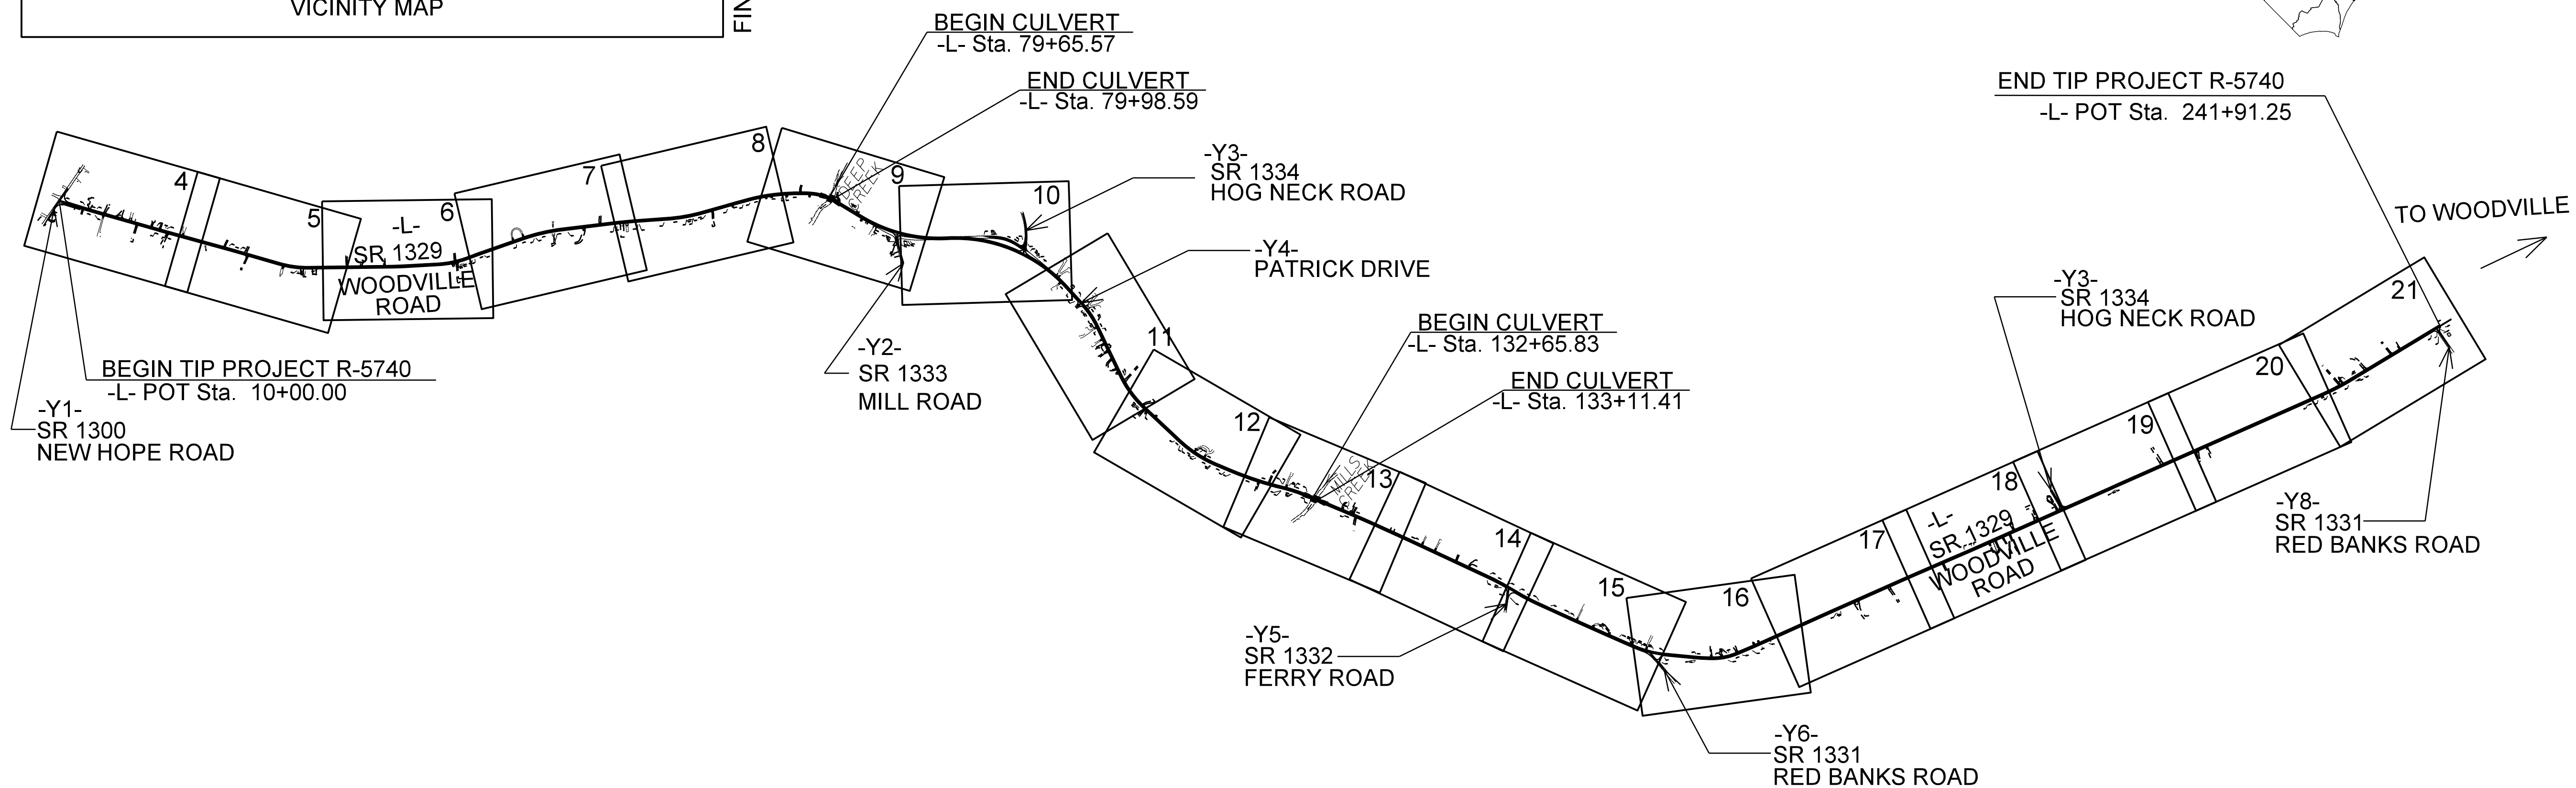 VICINITY MAP
FIN
BEGIN CULVERT
-L- Sta. 79+65.57
END CULVERT
-L- Sta. 79+98.59
END TIP PROJECT R-5740
-L- POT Sta. 241+91.25
TO WOODVILLE
4
5
-L-
SR 1329
WOODVILLE
ROAD
6
7
8
DEEP
CREEK
9
10
-Y3-
SR 1334
HOG NECK ROAD
-Y4-
PATRICK DRIVE
BEGIN TIP PROJECT R-5740
-L- POT Sta. 10+00.00
-Y1-
SR 1300
NEW HOPE ROAD
-Y2-
SR 1333
MILL ROAD
11
12
BEGIN CULVERT
-L- Sta. 132+65.83
END CULVERT
-L- Sta. 133+11.41
MILLS
CREEK
13
14
15
16
-Y5-
SR 1332
FERRY ROAD
-Y6-
SR 1331
RED BANKS ROAD
17
18
-L-
SR 1329
WOODVILLE
ROAD
-Y3-
SR 1334
HOG NECK ROAD
19
20
21
-Y8-
SR 1331
RED BANKS ROAD